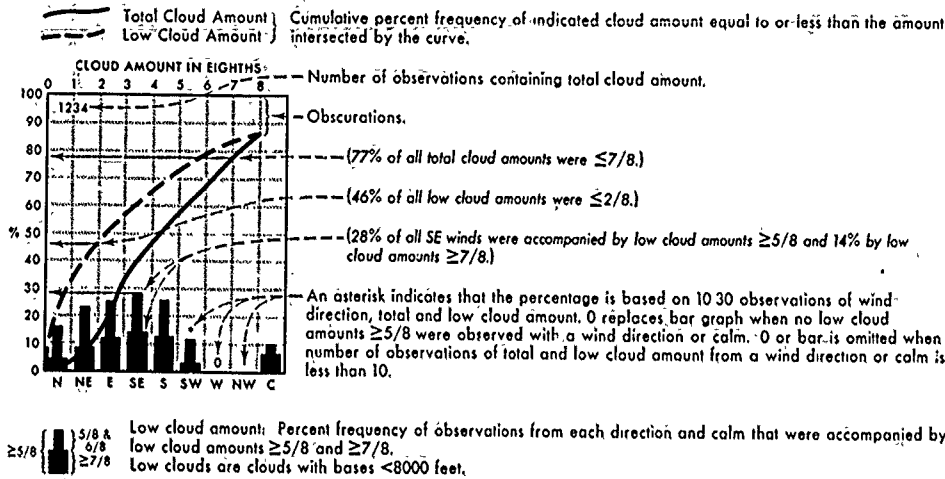 Total Cloud Amount
Low Cloud Amount
Cumulative percent frequency of indicated cloud amount equal to or less than the amount
intersected by the curve.
CLOUD AMOUNT IN EIGHTHS
0 1 2 3 4 5 6 7 8
Number of observations containing total cloud amount.
100
1234
90
Obscurations.
80
(77% of all total cloud amounts were ≤7/8.)
70
(46% of all low cloud amounts were ≤2/8.)
60
% 50
(28% of all SE winds were accompanied by low cloud amounts ≥5/8 and 14% by low
cloud amounts ≥7/8.)
40
30
An asterisk indicates that the percentage is based on 10-30 observations of wind
direction, total and low cloud amount. 0 replaces bar graph when no low cloud
amounts ≥5/8 were observed with a wind direction or calm. 0 or bar is omitted when
number of observations of total and low cloud amount from a wind direction or calm is
less than 10.
20
10
0
0
N NE E SE S SW W NW C
≥5/8
5/8 &
6/8
≥7/8
Low cloud amount: Percent frequency of observations from each direction and calm that were accompanied by
low cloud amounts ≥5/8 and ≥7/8.
Low clouds are clouds with bases <8000 feet.